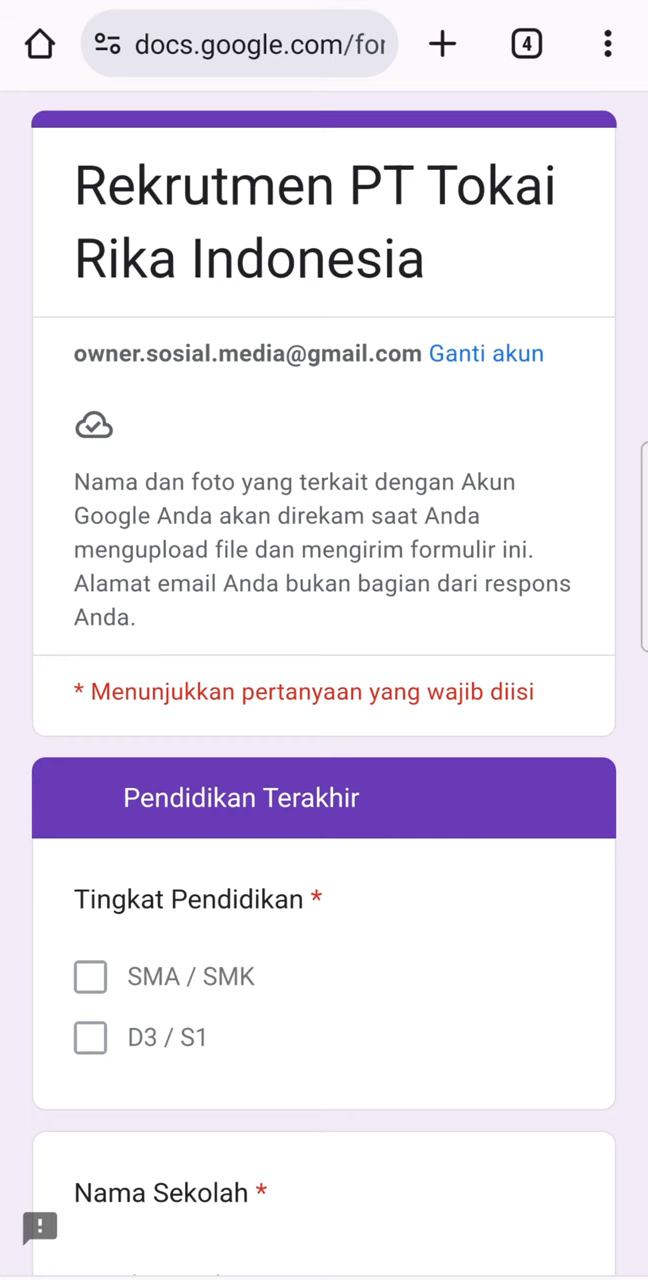 docs.google.com/for
4
Rekrutmen PT Tokai
Rika Indonesia
owner.sosial.media@gmail.com Ganti akun
Nama dan foto yang terkait dengan Akun
Google Anda akan direkam saat Anda
mengupload file dan mengirim formulir ini.
Alamat email Anda bukan bagian dari respons
Anda.
* Menunjukkan pertanyaan yang wajib diisi
Pendidikan Terakhir
Tingkat Pendidikan *
SMA / SMK
D3 / S1
Nama Sekolah *